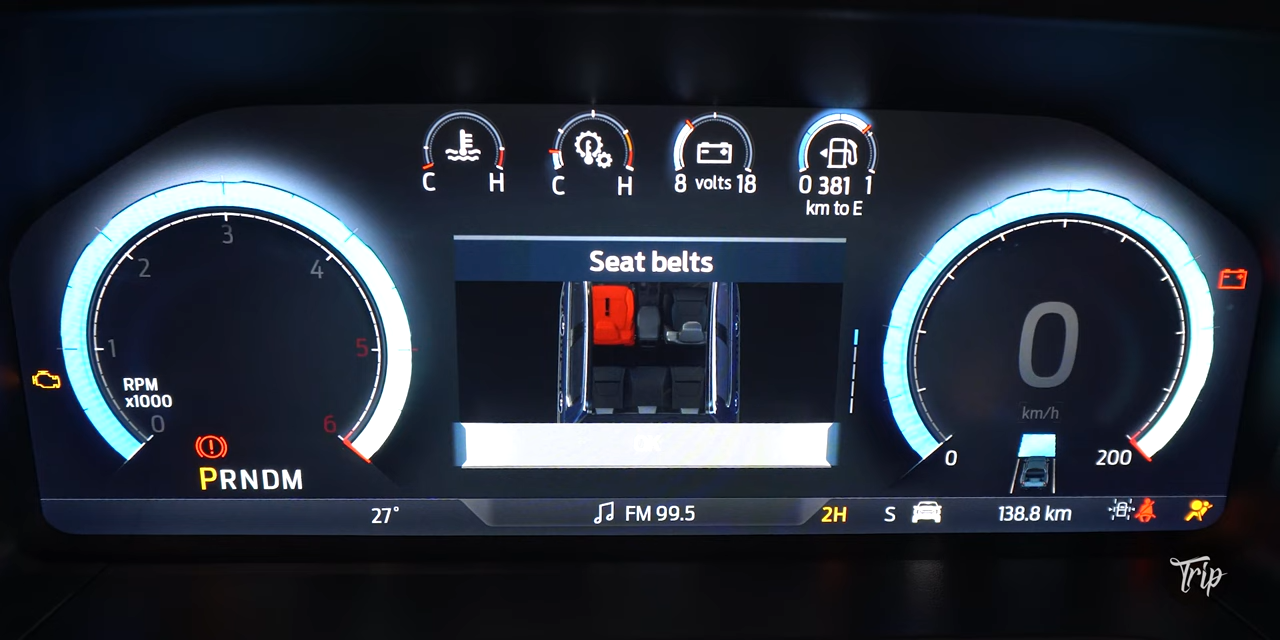 C H
C H
8 volts 18
0 381 1
km to E
Seat belts
OK
3
2
4
1
5
RPM
x1000
0
6
PRNDM
0
km/h
0
200
27°
FM 99.5
2H
S
138.8 km
Trip